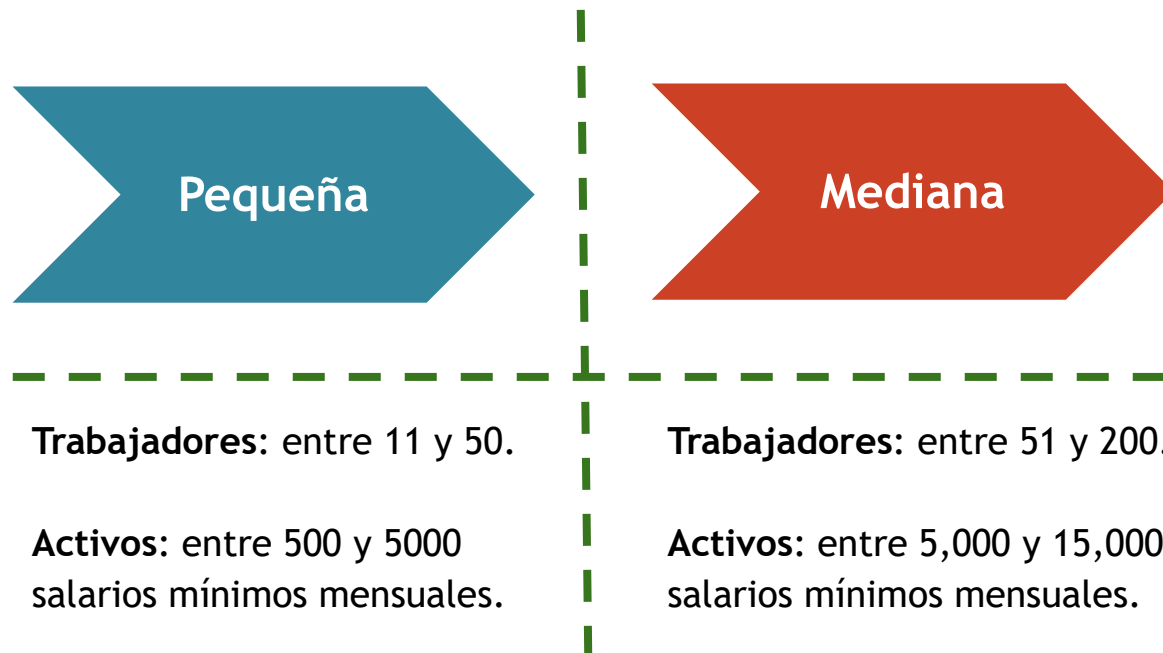 Pequeña
Mediana
Trabajadores: entre 11 y 50.
Activos: entre 500 y 5000
salarios mínimos mensuales.
Trabajadores: entre 51 y 200.
Activos: entre 5,000 y 15,000
salarios mínimos mensuales.